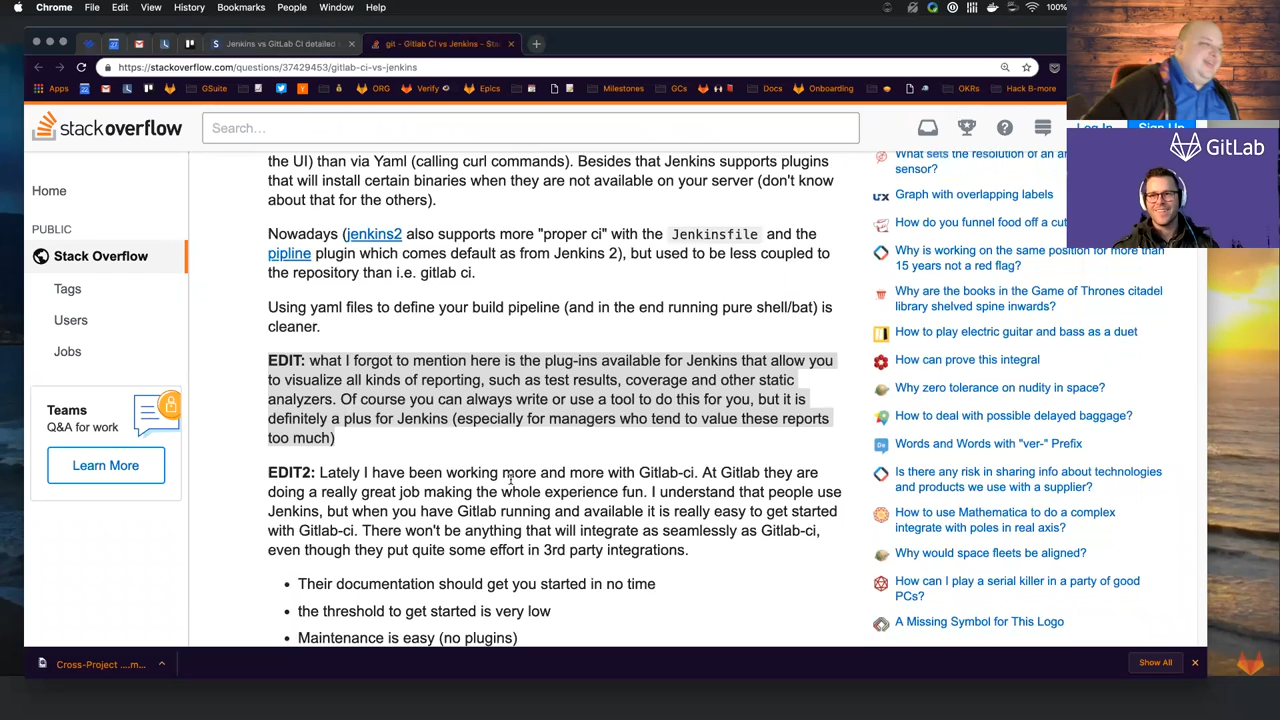 Chrome File Edit View History Bookmarks People Window Help
100%
Jenkins vs GitLab CI detailed
git - Gitlab CI vs Jenkins - Sta
https://stackoverflow.com/questions/37429453/gitlab-ci-vs-jenkins
Apps GSuite ORG Verify Epics Milestones GCs Docs Onboarding OKRs Hack B-more
stackoverflow
Search…
Log In Sign Up
GitLab
Home
PUBLIC
Stack Overflow
Tags
Users
Jobs
Teams
Q&A for work
Learn More
the UI) than via Yaml (calling curl commands). Besides that Jenkins supports plugins
that will install certain binaries when they are not available on your server (don't know
about that for the others).
Nowadays (jenkins2 also supports more "proper ci" with the Jenkinsfile and the
pipline plugin which comes default as from Jenkins 2), but used to be less coupled to
the repository than i.e. gitlab ci.
Using yaml files to define your build pipeline (and in the end running pure shell/bat) is
cleaner.
EDIT: what I forgot to mention here is the plug-ins available for Jenkins that allow you
to visualize all kinds of reporting, such as test results, coverage and other static
analyzers. Of course you can always write or use a tool to do this for you, but it is
definitely a plus for Jenkins (especially for managers who tend to value these reports
too much)
EDIT2: Lately I have been working more and more with Gitlab-ci. At Gitlab they are
doing a really great job making the whole experience fun. I understand that people use
Jenkins, but when you have Gitlab running and available it is really easy to get started
with Gitlab-ci. There won't be anything that will integrate as seamlessly as Gitlab-ci,
even though they put quite some effort in 3rd party integrations.
• Their documentation should get you started in no time
• the threshold to get started is very low
• Maintenance is easy (no plugins)
What sets the resolution of an
sensor?
Graph with overlapping labels
How do you funnel food off a cut
Why is working on the same position for more than
15 years not a red flag?
Why are the books in the Game of Thrones citadel
library shelved spine inwards?
How to play electric guitar and bass as a duet
How can prove this integral
Why zero tolerance on nudity in space?
How to deal with possible delayed baggage?
Words and Words with "ver-" Prefix
Is there any risk in sharing info about technologies
and products we use with a supplier?
How to use Mathematica to do a complex
integrate with poles in real axis?
Why would space fleets be aligned?
How can I play a serial killer in a party of good
PCs?
A Missing Symbol for This Logo
Cross-Project ....m...
Show All